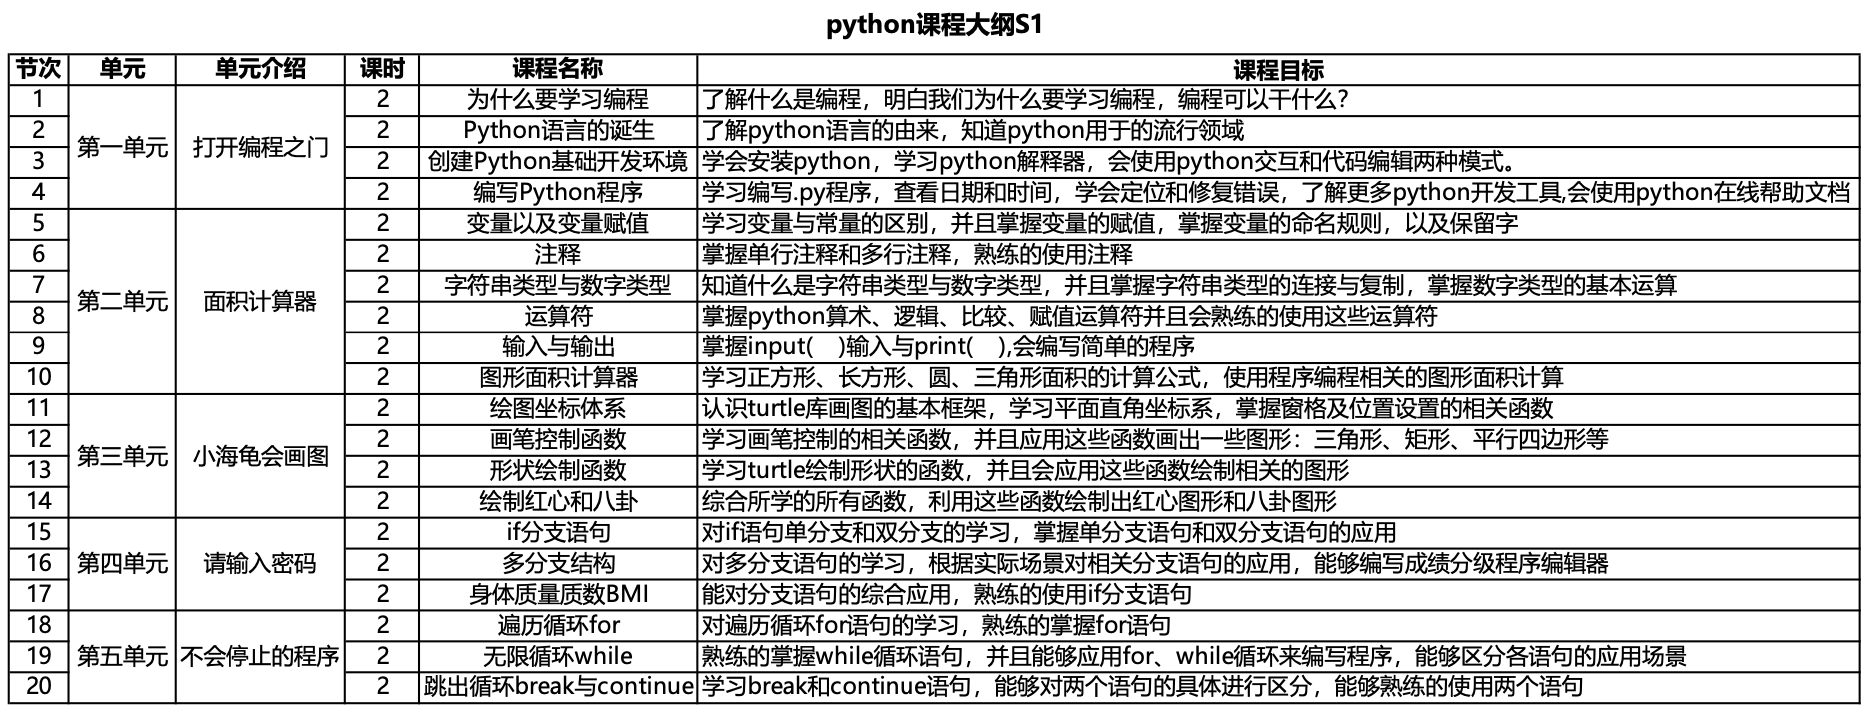 python课程大纲S1
节次 单元 单元介绍 课时 课程名称 课程目标
1 第一单元 打开编程之门 2 为什么要学习编程 了解什么是编程，明白我们为什么要学习编程，编程可以干什么？
2 2 Python语言的诞生 了解python语言的由来，知道python用于的流行领域
3 2 创建Python基础开发环境 学会安装python，学习python解释器，会使用python交互和代码编辑两种模式。
4 2 编写Python程序 学习编写.py程序，查看日期和时间，学会定位和修复错误，了解更多python开发工具,会使用python在线帮助文档
5 第二单元 面积计算器 2 变量以及变量赋值 学习变量与常量的区别，并且掌握变量的赋值，掌握变量的命名规则，以及保留字
6 2 注释 掌握单行注释和多行注释，熟练的使用注释
7 2 字符串类型与数字类型 知道什么是字符串类型与数字类型，并且掌握字符串类型的连接与复制，掌握数字类型的基本运算
8 2 运算符 掌握python算术、逻辑、比较、赋值运算符并且会熟练的使用这些运算符
9 2 输入与输出 掌握input(    )输入与print(    ),会编写简单的程序
10 2 图形面积计算器 学习正方形、长方形、圆、三角形面积的计算公式，使用程序编程相关的图形面积计算
11 第三单元 小海龟会画图 2 绘图坐标体系 认识turtle库画图的基本框架，学习平面直角坐标系，掌握窗格及位置设置的相关函数
12 2 画笔控制函数 学习画笔控制的相关函数，并且应用这些函数画出一些图形：三角形、矩形、平行四边形等
13 2 形状绘制函数 学习turtle绘制形状的函数，并且会应用这些函数绘制相关的图形
14 2 绘制红心和八卦 综合所学的所有函数，利用这些函数绘制出红心图形和八卦图形
15 第四单元 请输入密码 2 if分支语句 对if语句单分支和双分支的学习，掌握单分支语句和双分支语句的应用
16 2 多分支结构 对多分支语句的学习，根据实际场景对相关分支语句的应用，能够编写成绩分级程序编辑器
17 2 身体质量质数BMI 能对分支语句的综合应用，熟练的使用if分支语句
18 第五单元 不会停止的程序 2 遍历循环for 对遍历循环for语句的学习，熟练的掌握for语句
19 2 无限循环while 熟练的掌握while循环语句，并且能够应用for、while循环来编写程序，能够区分各语句的应用场景
20 2 跳出循环break与continue 学习break和continue语句，能够对两个语句的具体进行区分，能够熟练的使用两个语句